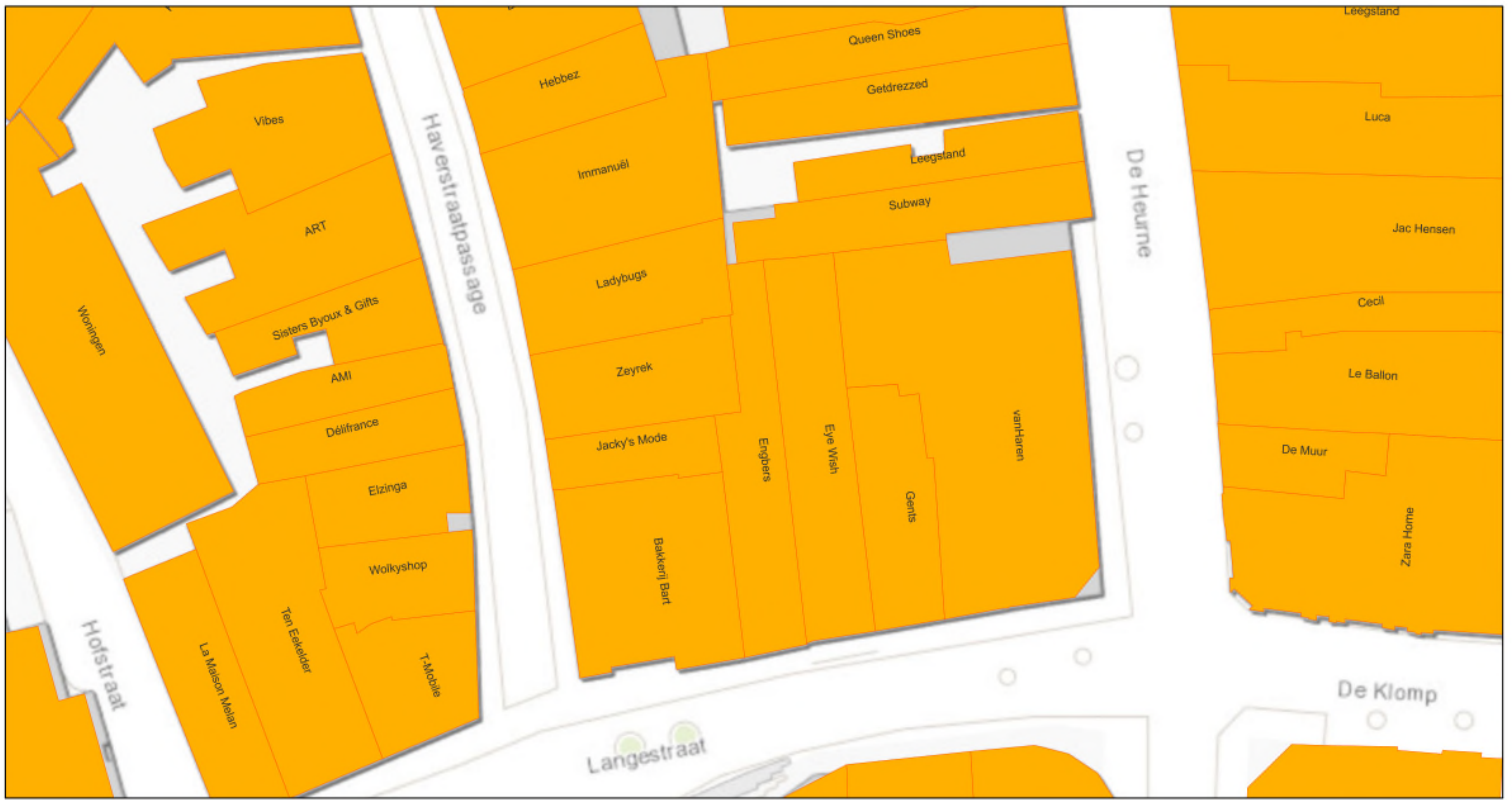 Leegstand
Queen Shoes
Hebbez
Getdrezzed
Vibes
Luca
Haverstraatpassage
Leegstand
Immanuël
De Heurne
Subway
ART
Jac Hensen
Ladybugs
Cecil
Sisters Byoux & Gifts
Woningen
Zeyrek
AMI
Le Ballon
Délifrance
Jacky's Mode
Engbers
Eye Wish
vanHaren
De Muur
Elzinga
Gents
Zara Home
Wolkyshop
Bakkerij Bart
Ten Eekelder
Hofstraat
La Maison Melan
T-Mobile
De Klomp
Langestraat